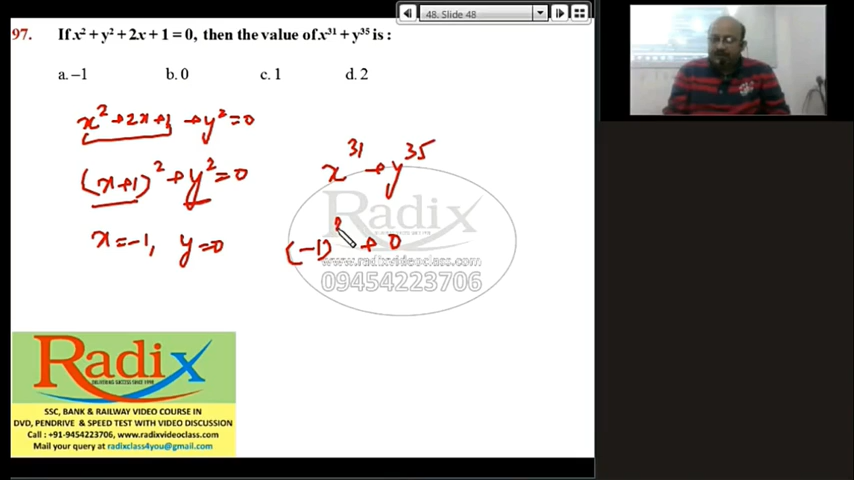 48. Slide 48
97. If x² + y² + 2x + 1 = 0, then the value of x³¹ + y³⁵ is :
a. −1 b. 0 c. 1 d. 2
x² + 2x + 1 + y² = 0
(x+1)² + y² = 0
x = −1, y = 0
x³¹ + y³⁵
(−1) + 0
Radix
www.radixvideoclass.com
09454223706
Radix
DELIVERING SUCCESS SINCE 1998
SSC, BANK & RAILWAY VIDEO COURSE IN
DVD, PENDRIVE & SPEED TEST WITH VIDEO DISCUSSION
Call : +91-9454223706, www.radixvideoclass.com
Mail your query at radixclass4you@gmail.com